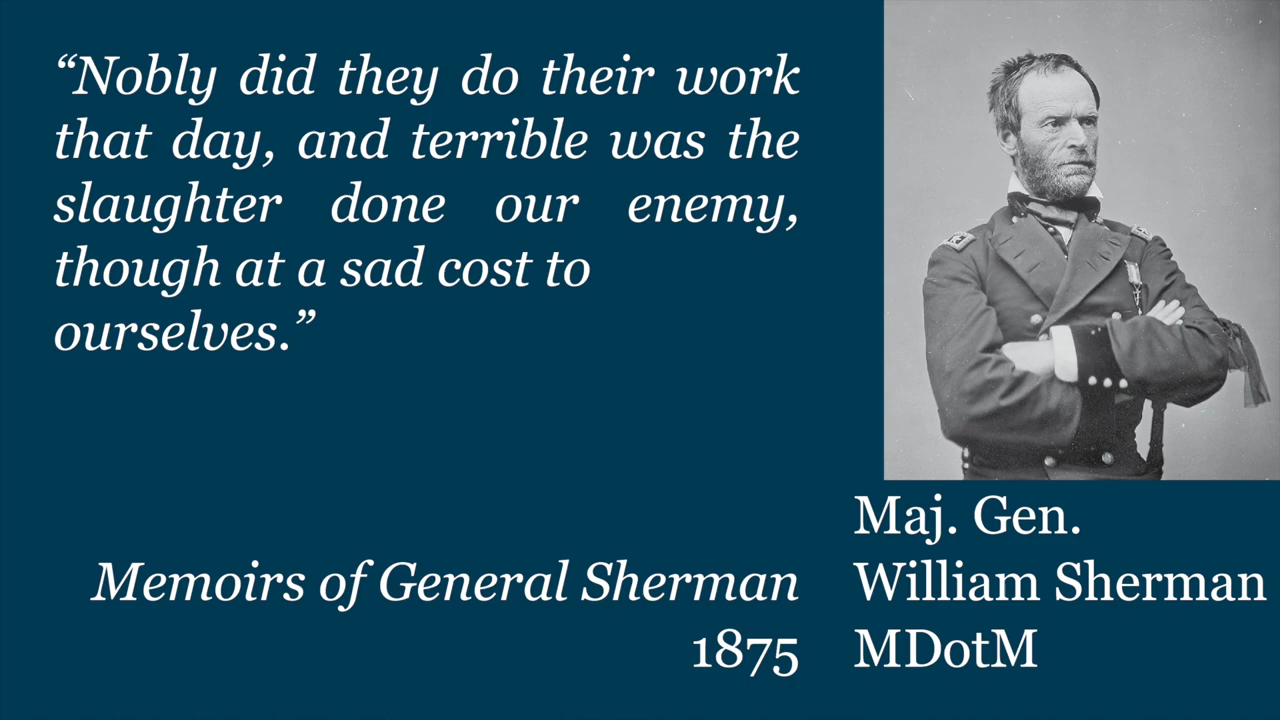 “Nobly did they do their work
that day, and terrible was the
slaughter done our enemy,
though at a sad cost to
ourselves.”
Memoirs of General Sherman
1875
Maj. Gen.
William Sherman
MDotM